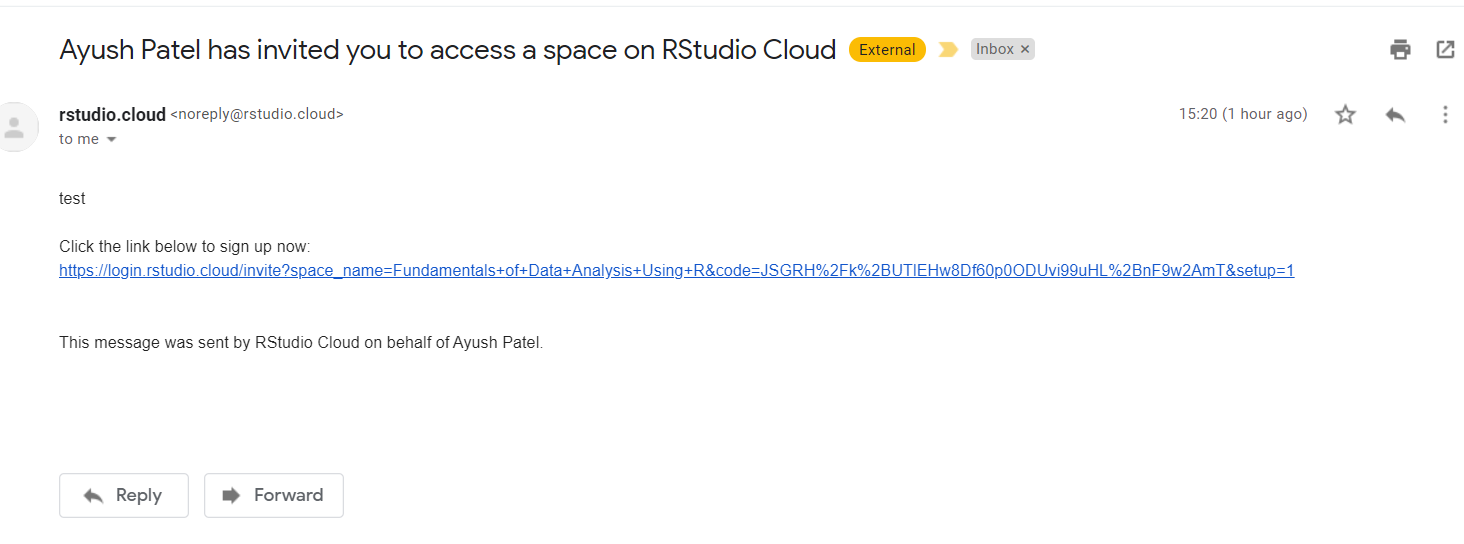 Ayush Patel has invited you to access a space on RStudio Cloud External Inbox ×
rstudio.cloud <noreply@rstudio.cloud> 15:20 (1 hour ago)
to me
test
Click the link below to sign up now:
https://login.rstudio.cloud/invite?space_name=Fundamentals+of+Data+Analysis+Using+R&code=JSGRH%2Fk%2BUTlEHw8Df60p0ODUvi99uHL%2BnF9w2AmT&setup=1
This message was sent by RStudio Cloud on behalf of Ayush Patel.
Reply Forward